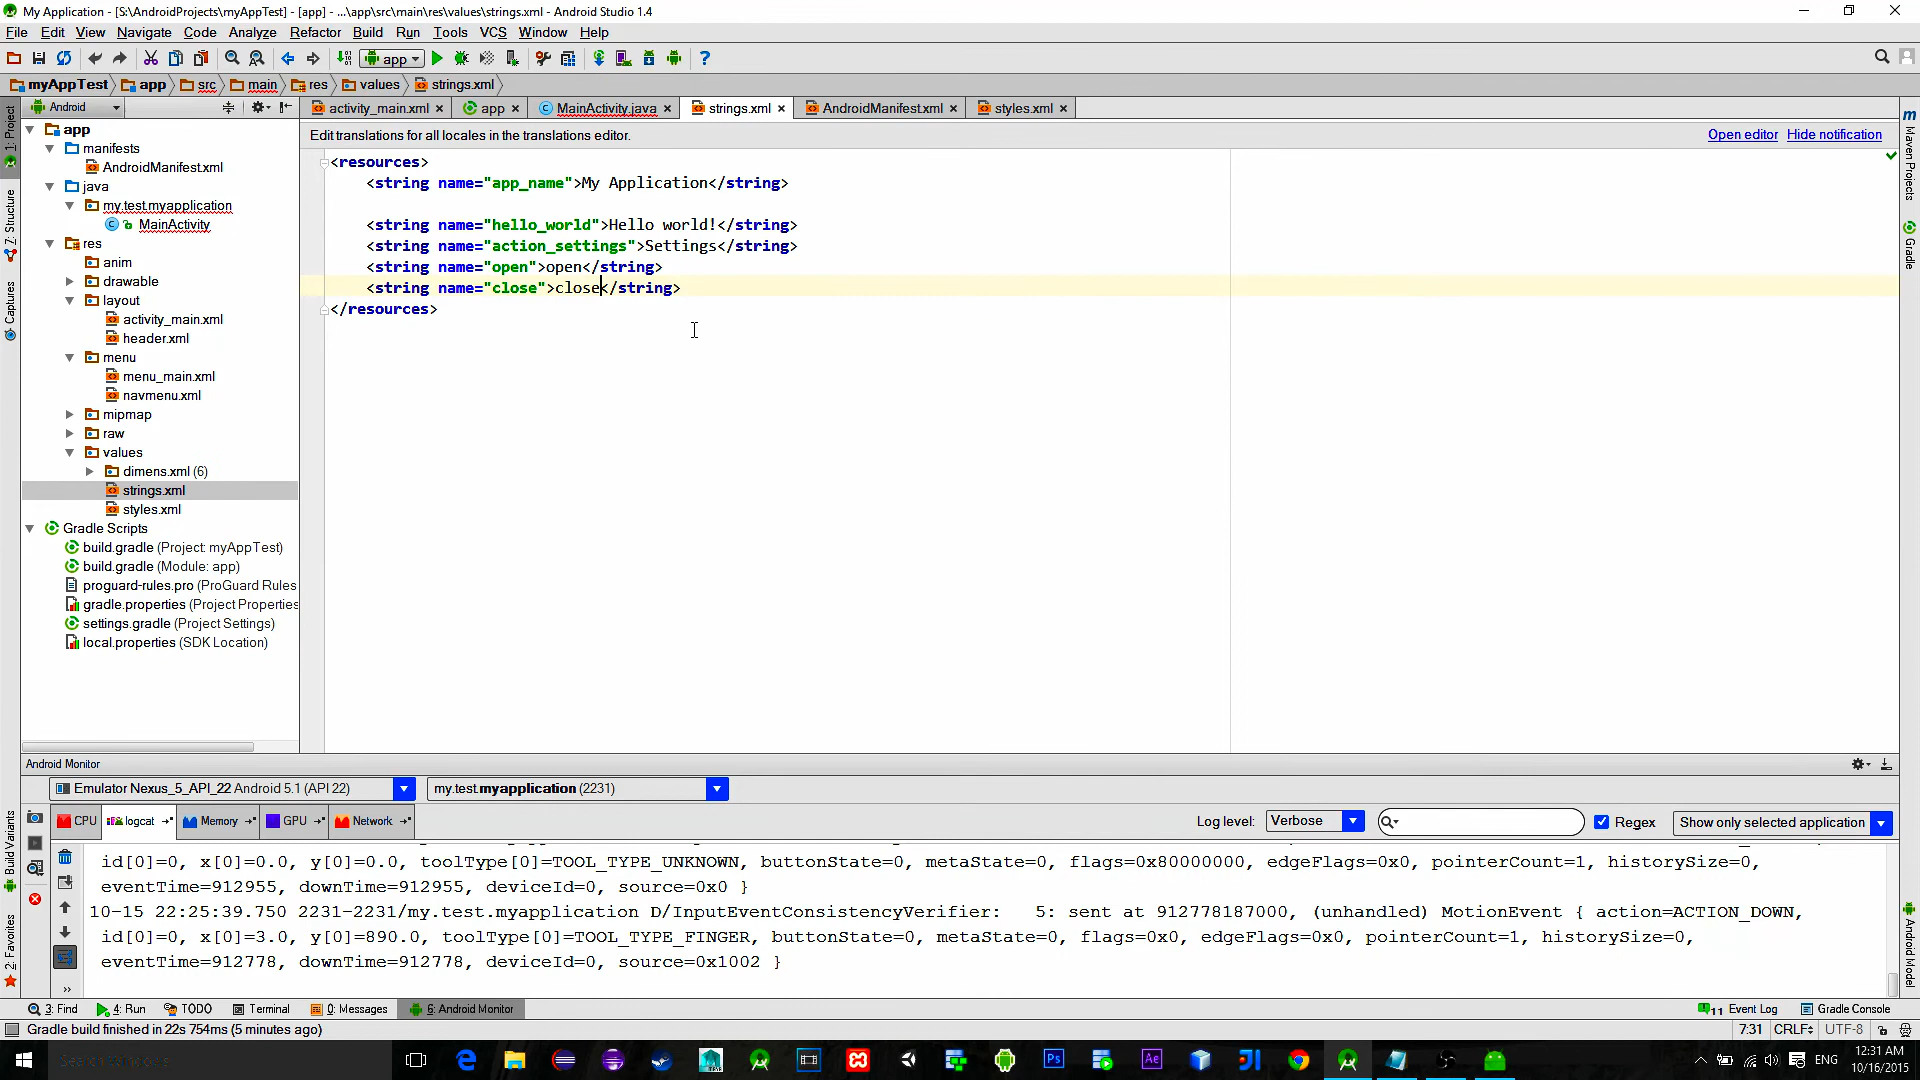 My Application - [S:\AndroidProjects\myAppTest] - [app] - ...\app\src\main\res\values\strings.xml - Android Studio 1.4
File Edit View Navigate Code Analyze Refactor Build Run Tools VCS Window Help
app
myAppTest app src main res values strings.xml
Android
activity_main.xml app MainActivity.java strings.xml AndroidManifest.xml styles.xml
Edit translations for all locales in the translations editor.
Open editor Hide notification
1: Project
Z: Structure
Captures
Build Variants
2: Favorites
app
manifests
AndroidManifest.xml
java
my.test.myapplication
MainActivity
res
anim
drawable
layout
activity_main.xml
header.xml
menu
menu_main.xml
navmenu.xml
mipmap
raw
values
dimens.xml (6)
strings.xml
styles.xml
Gradle Scripts
build.gradle (Project: myAppTest)
build.gradle (Module: app)
proguard-rules.pro (ProGuard Rules
gradle.properties (Project Properties
settings.gradle (Project Settings)
local.properties (SDK Location)
<resources>
<string name="app_name">My Application</string>
<string name="hello_world">Hello world!</string>
<string name="action_settings">Settings</string>
<string name="open">open</string>
<string name="close">close</string>
</resources>
Maven Projects
Gradle
Android Model
Android Monitor
Emulator Nexus_5_API_22 Android 5.1 (API 22)
my.test.myapplication (2231)
CPU logcat Memory GPU Network
Log level: Verbose
Regex
Show only selected application
id[0]=0, x[0]=0.0, y[0]=0.0, toolType[0]=TOOL_TYPE_UNKNOWN, buttonState=0, metaState=0, flags=0x80000000, edgeFlags=0x0, pointerCount=1, historySize=0,
eventTime=912955, downTime=912955, deviceId=0, source=0x0 }
10-15 22:25:39.750 2231-2231/my.test.myapplication D/InputEventConsistencyVerifier:   5: sent at 912778187000, (unhandled) MotionEvent { action=ACTION_DOWN,
id[0]=0, x[0]=3.0, y[0]=890.0, toolType[0]=TOOL_TYPE_FINGER, buttonState=0, metaState=0, flags=0x0, edgeFlags=0x0, pointerCount=1, historySize=0,
eventTime=912778, downTime=912778, deviceId=0, source=0x1002 }
3: Find 4: Run TODO Terminal 0: Messages 6: Android Monitor
11 Event Log Gradle Console
Gradle build finished in 22s 754ms (5 minutes ago)
7:31 CRLF UTF-8
ENG
12:31 AM
10/16/2015